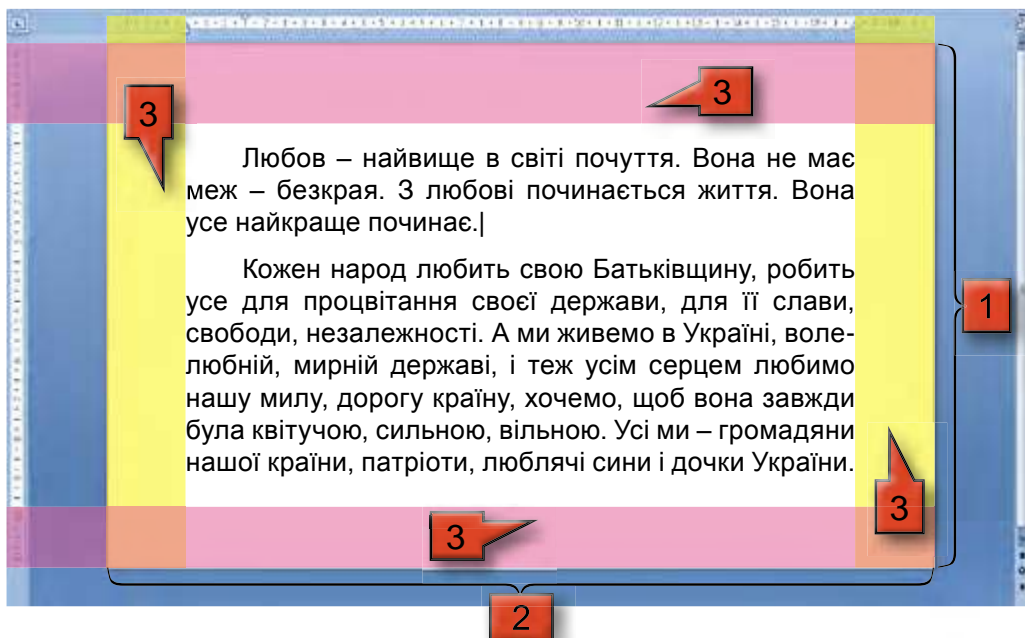 3
3
Любов – найвище в світі почуття. Вона не має
меж – безкрая. З любові починається життя. Вона
усе найкраще починає.
Кожен народ любить свою Батьківщину, робить
усе для процвітання своєї держави, для її слави,
свободи, незалежності. А ми живемо в Україні, воле-
любній, мирній державі, і теж усім серцем любимо
нашу милу, дорогу країну, хочемо, щоб вона завжди
була квітучою, сильною, вільною. Усі ми – громадяни
нашої країни, патріоти, люблячі сини і дочки України.
1
3
3
2